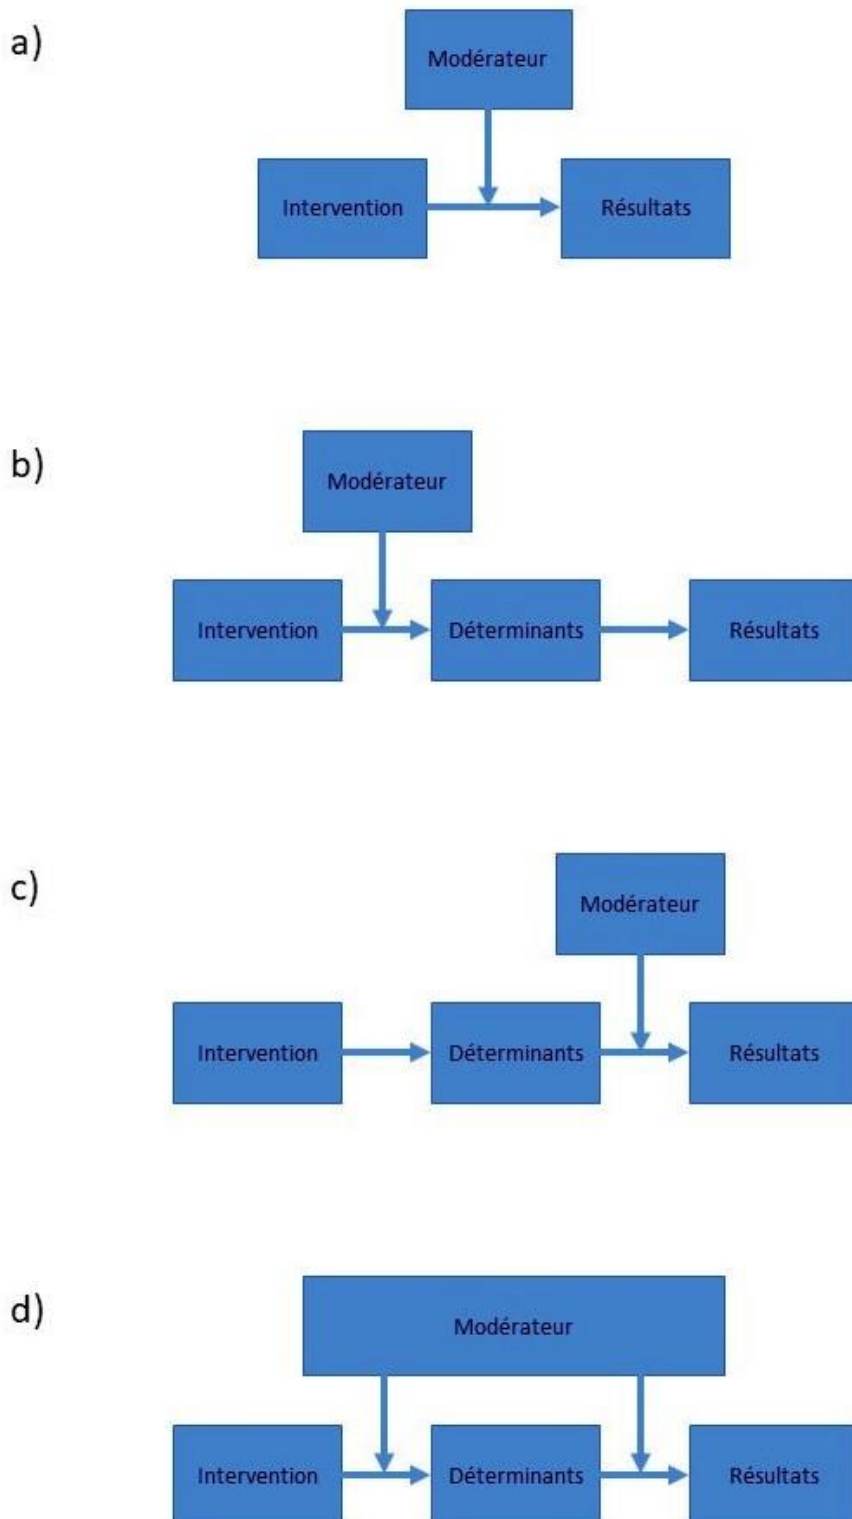 a)
Modérateur
Intervention
Résultats
b)
Modérateur
Intervention
Déterminants
Résultats
c)
Modérateur
Intervention
Déterminants
Résultats
d)
Modérateur
Intervention
Déterminants
Résultats